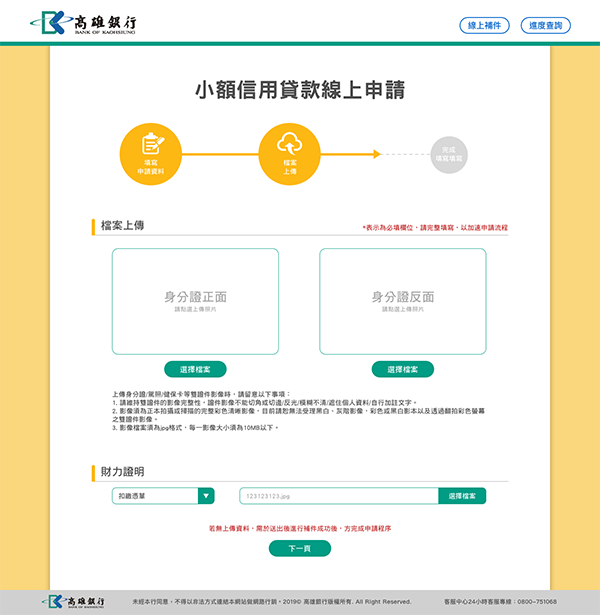 高雄銀行
BANK OF KAOHSIUNG
線上補件
進度查詢
小額信用貸款線上申請
填寫
申請資料
檔案
上傳
完成
填寫填寫
檔案上傳
*表示為必填欄位，請完整填寫，以加速申請流程
身分證正面
請點選上傳照片
身分證反面
請點選上傳照片
選擇檔案
選擇檔案
上傳身分證/駕照/健保卡等雙證件影像時，請留意以下事項：
1. 請維持雙證件的影像完整性，證件影像不能切角或切邊/反光/模糊不清/遮住個人資料/自行加註文字。
2. 影像須為正本拍攝或掃描的完整彩色清晰影像，目前請恕無法受理黑白、灰階影像，彩色或黑白影本以及透過翻拍彩色螢幕
之雙證件影像。
3. 影像檔案須為jpg格式，每一影像大小須為10MB以下。
財力證明
扣繳憑單
123123123.jpg
選擇檔案
若無上傳資料，需於送出後進行補件成功後，方完成申請程序
下一頁
高雄銀行
BANK OF KAOHSIUNG
未經本行同意，不得以非法方式連結本網站做網路行銷。2019© 高雄銀行版權所有. All Right Reserved.
客服中心24小時客服專線：0800-751068